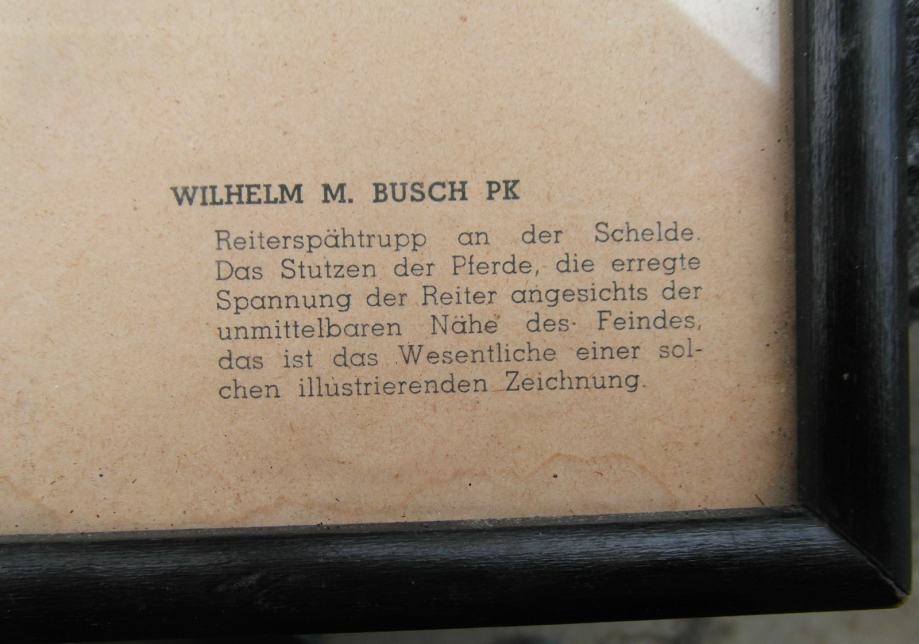 WILHELM M. BUSCH PK
Reiterspähtrupp an der Schelde.
Das Stutzen der Pferde, die erregte
Spannung der Reiter angesichts der
unmittelbaren Nähe des Feindes,
das ist das Wesentliche einer sol-
chen illustrierenden Zeichnung.